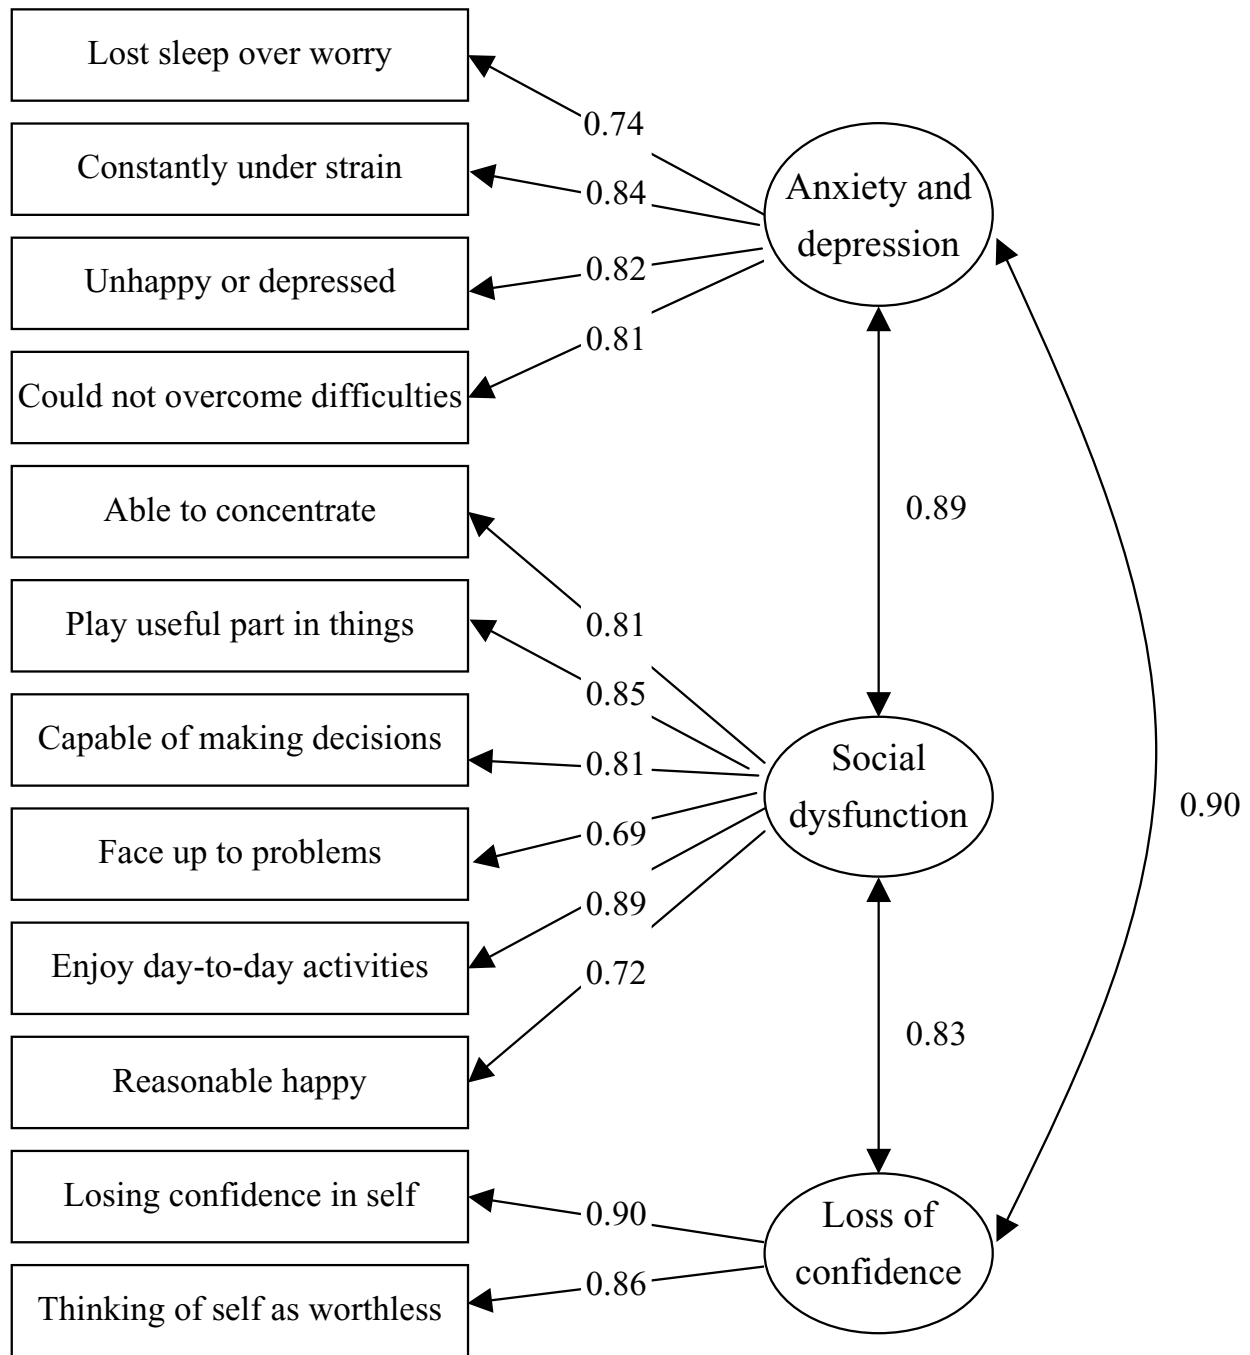 Lost sleep over worry
0.74
Constantly under strain
0.84
Anxiety and
depression
Unhappy or depressed
0.82
0.81
Could not overcome difficulties
Able to concentrate
0.89
Play useful part in things
0.81
0.85
Capable of making decisions
0.81
Social
dysfunction
0.90
Face up to problems
0.69
0.89
Enjoy day-to-day activities
0.72
0.83
Reasonable happy
Losing confidence in self
0.90
Loss of
confidence
0.86
Thinking of self as worthless